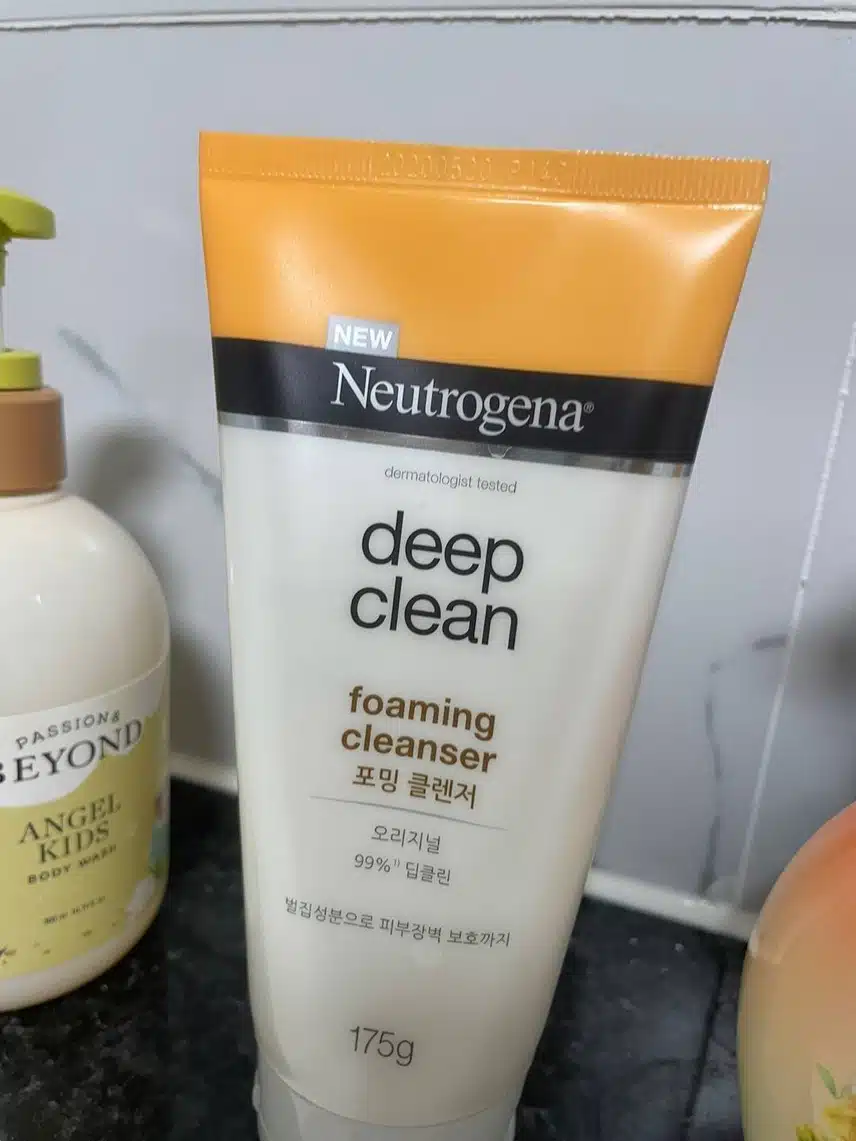 NEW
Neutrogena®
dermatologist tested
deep
clean
foaming
cleanser
포밍 클렌저
오리지널
99%¹⁾ 딥클린
벌집성분으로 피부장벽 보호까지
175g
PASSION&
BEYOND
ANGEL
KIDS
BODY WASH